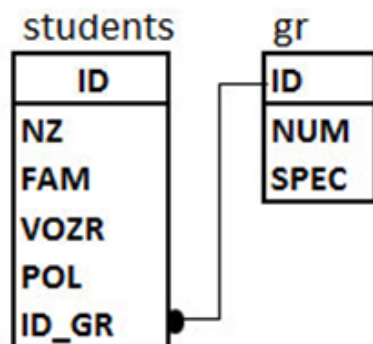 students
ID
NZ
FAM
VOZR
POL
ID_GR
gr
ID
NUM
SPEC